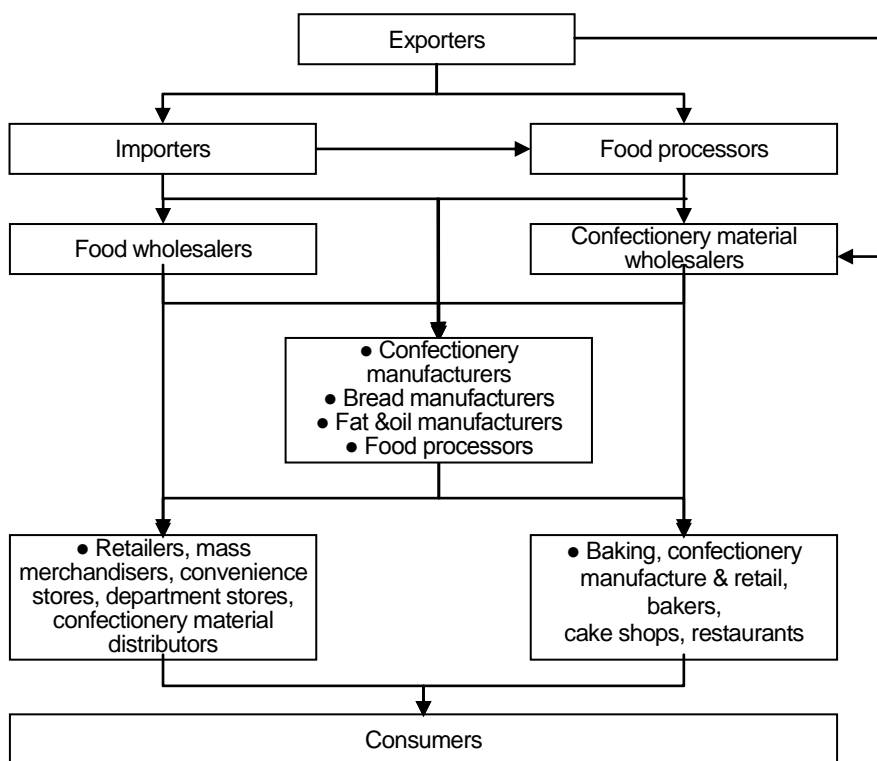 Exporters
Importers
Food processors
Food wholesalers
Confectionery material
wholesalers
● Confectionery
manufacturers
● Bread manufacturers
● Fat &oil manufacturers
● Food processors
● Retailers, mass
merchandisers, convenience
stores, department stores,
confectionery material
distributors
● Baking, confectionery
manufacture & retail,
bakers,
cake shops, restaurants
Consumers